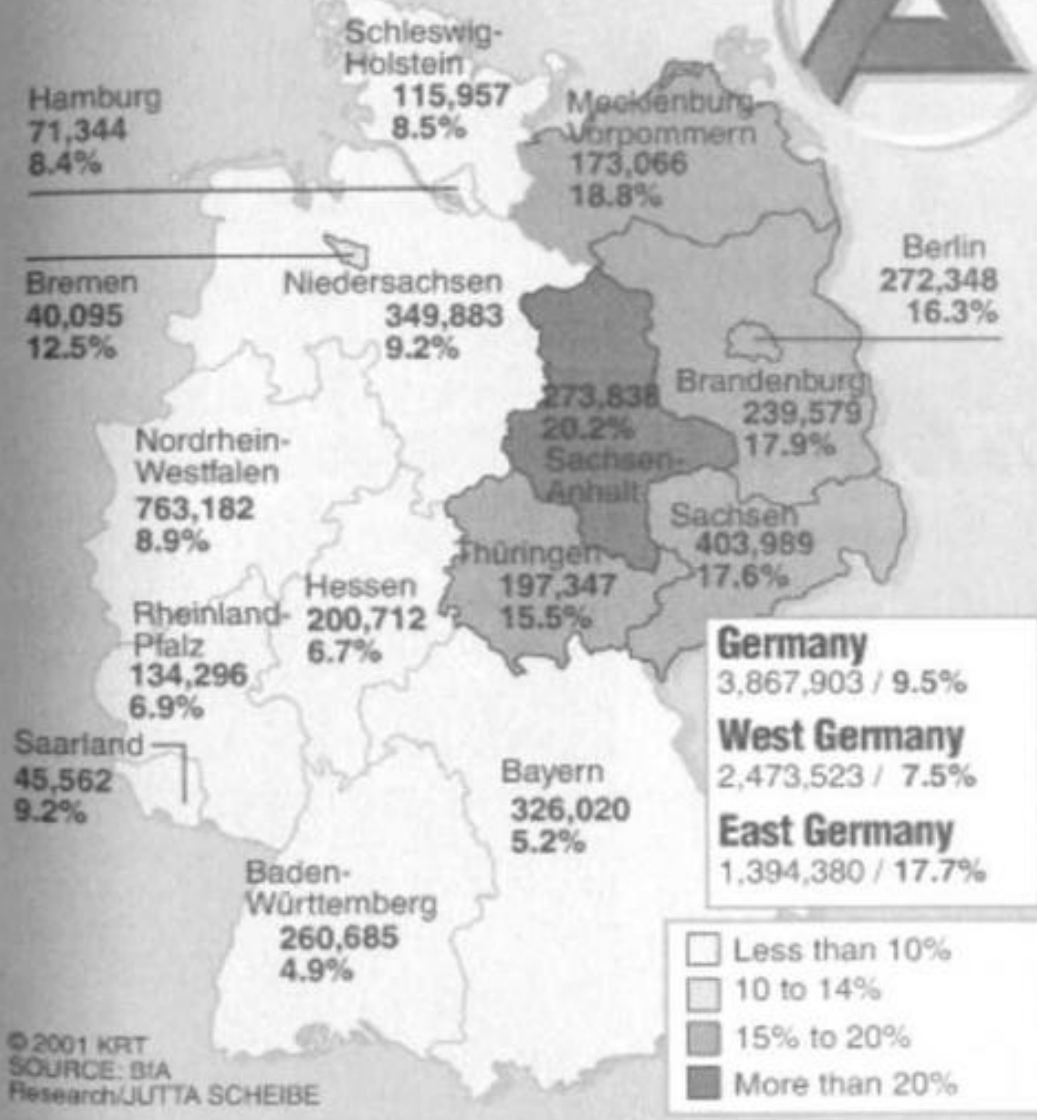 Schleswig-
Holstein
115,957
8.5%
Hamburg
71,344
8.4%
Mecklenburg-
Vorpommern
173,066
18.8%
Bremen
40,095
12.5%
Niedersachsen
349,883
9.2%
Berlin
272,348
16.3%
Brandenburg
239,579
17.9%
273,838
20.2%
Sachsen-
Anhalt
Nordrhein-
Westfalen
763,182
8.9%
Sachsen
403,989
17.6%
Thüringen
197,347
15.5%
Hessen
200,712
6.7%
Rheinland-
Pfalz
134,296
6.9%
Saarland
45,562
9.2%
Bayern
326,020
5.2%
Baden-
Württemberg
260,685
4.9%
Germany
3,867,903 / 9.5%
West Germany
2,473,523 / 7.5%
East Germany
1,394,380 / 17.7%
Less than 10%
10 to 14%
15% to 20%
More than 20%
©2001 KRT
SOURCE: BfA
Research/JUTTA SCHEIBE